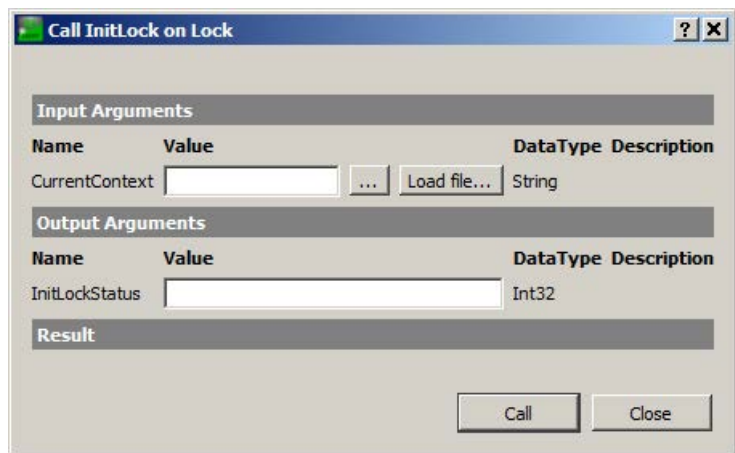 Call InitLock on Lock ? X
Input Arguments
Name Value DataType Description
CurrentContext ... Load file... String
Output Arguments
Name Value DataType Description
InitLockStatus Int32
Result
Call Close